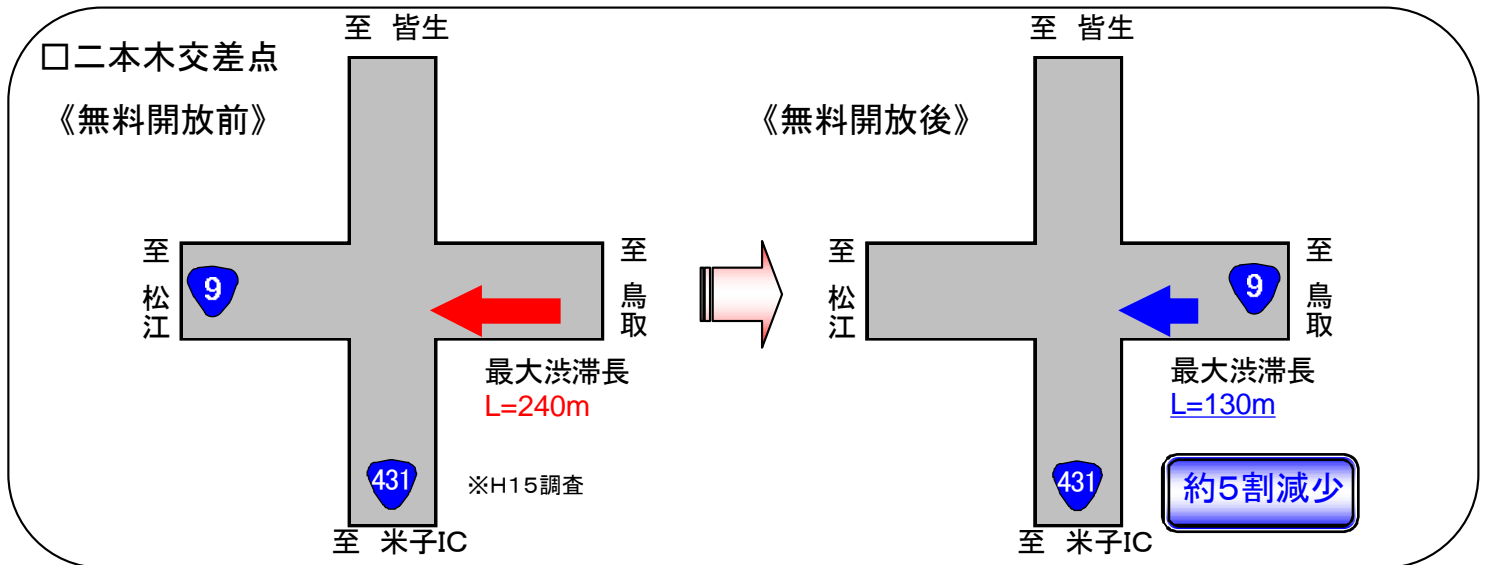 □二本木交差点
《無料開放前》
至 皆生
至 松江
9
至 鳥取
最大渋滞長
L=240m
431
※H15調査
至 米子IC
《無料開放後》
至 皆生
至 松江
9
至 鳥取
最大渋滞長
L=130m
431
約5割減少
至 米子IC